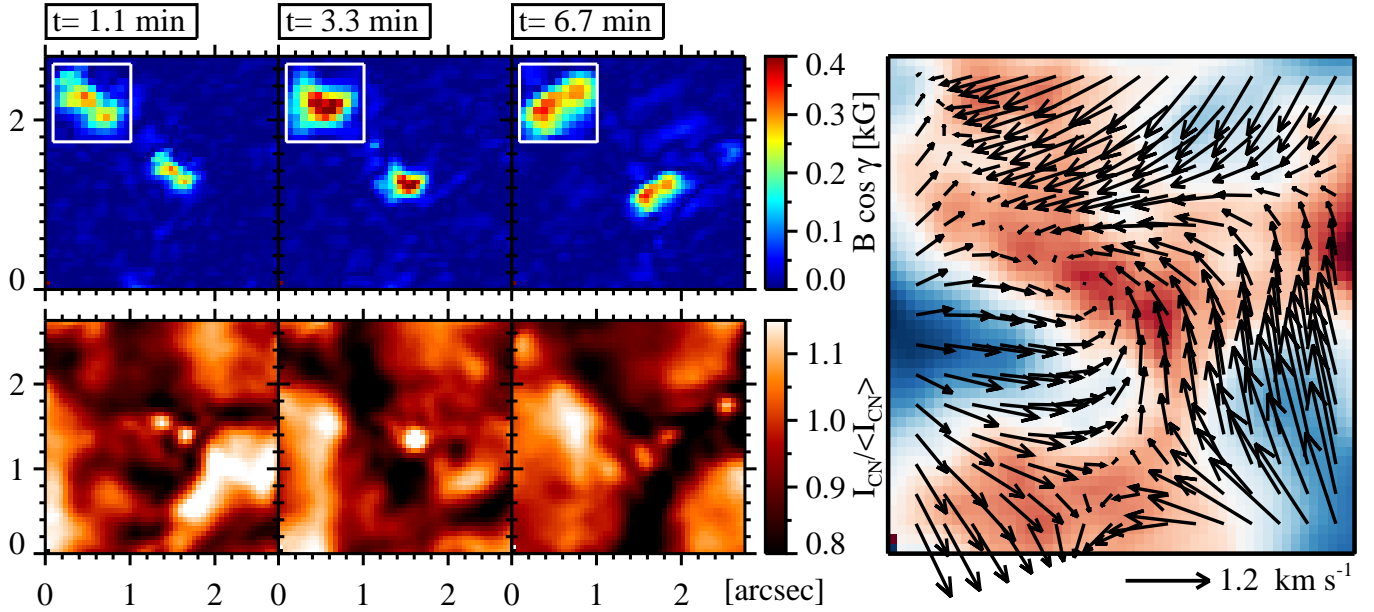 t= 1.1 min
t= 3.3 min
t= 6.7 min
2
0
0.4
0.3
0.2
0.1
0.0
B cos γ [kG]
2
1
0
1.1
1.0
0.9
0.8
I_CN/<I_CN>
0 1 2
0 1 2
0 1 2
[arcsec]
1.2 km s⁻¹